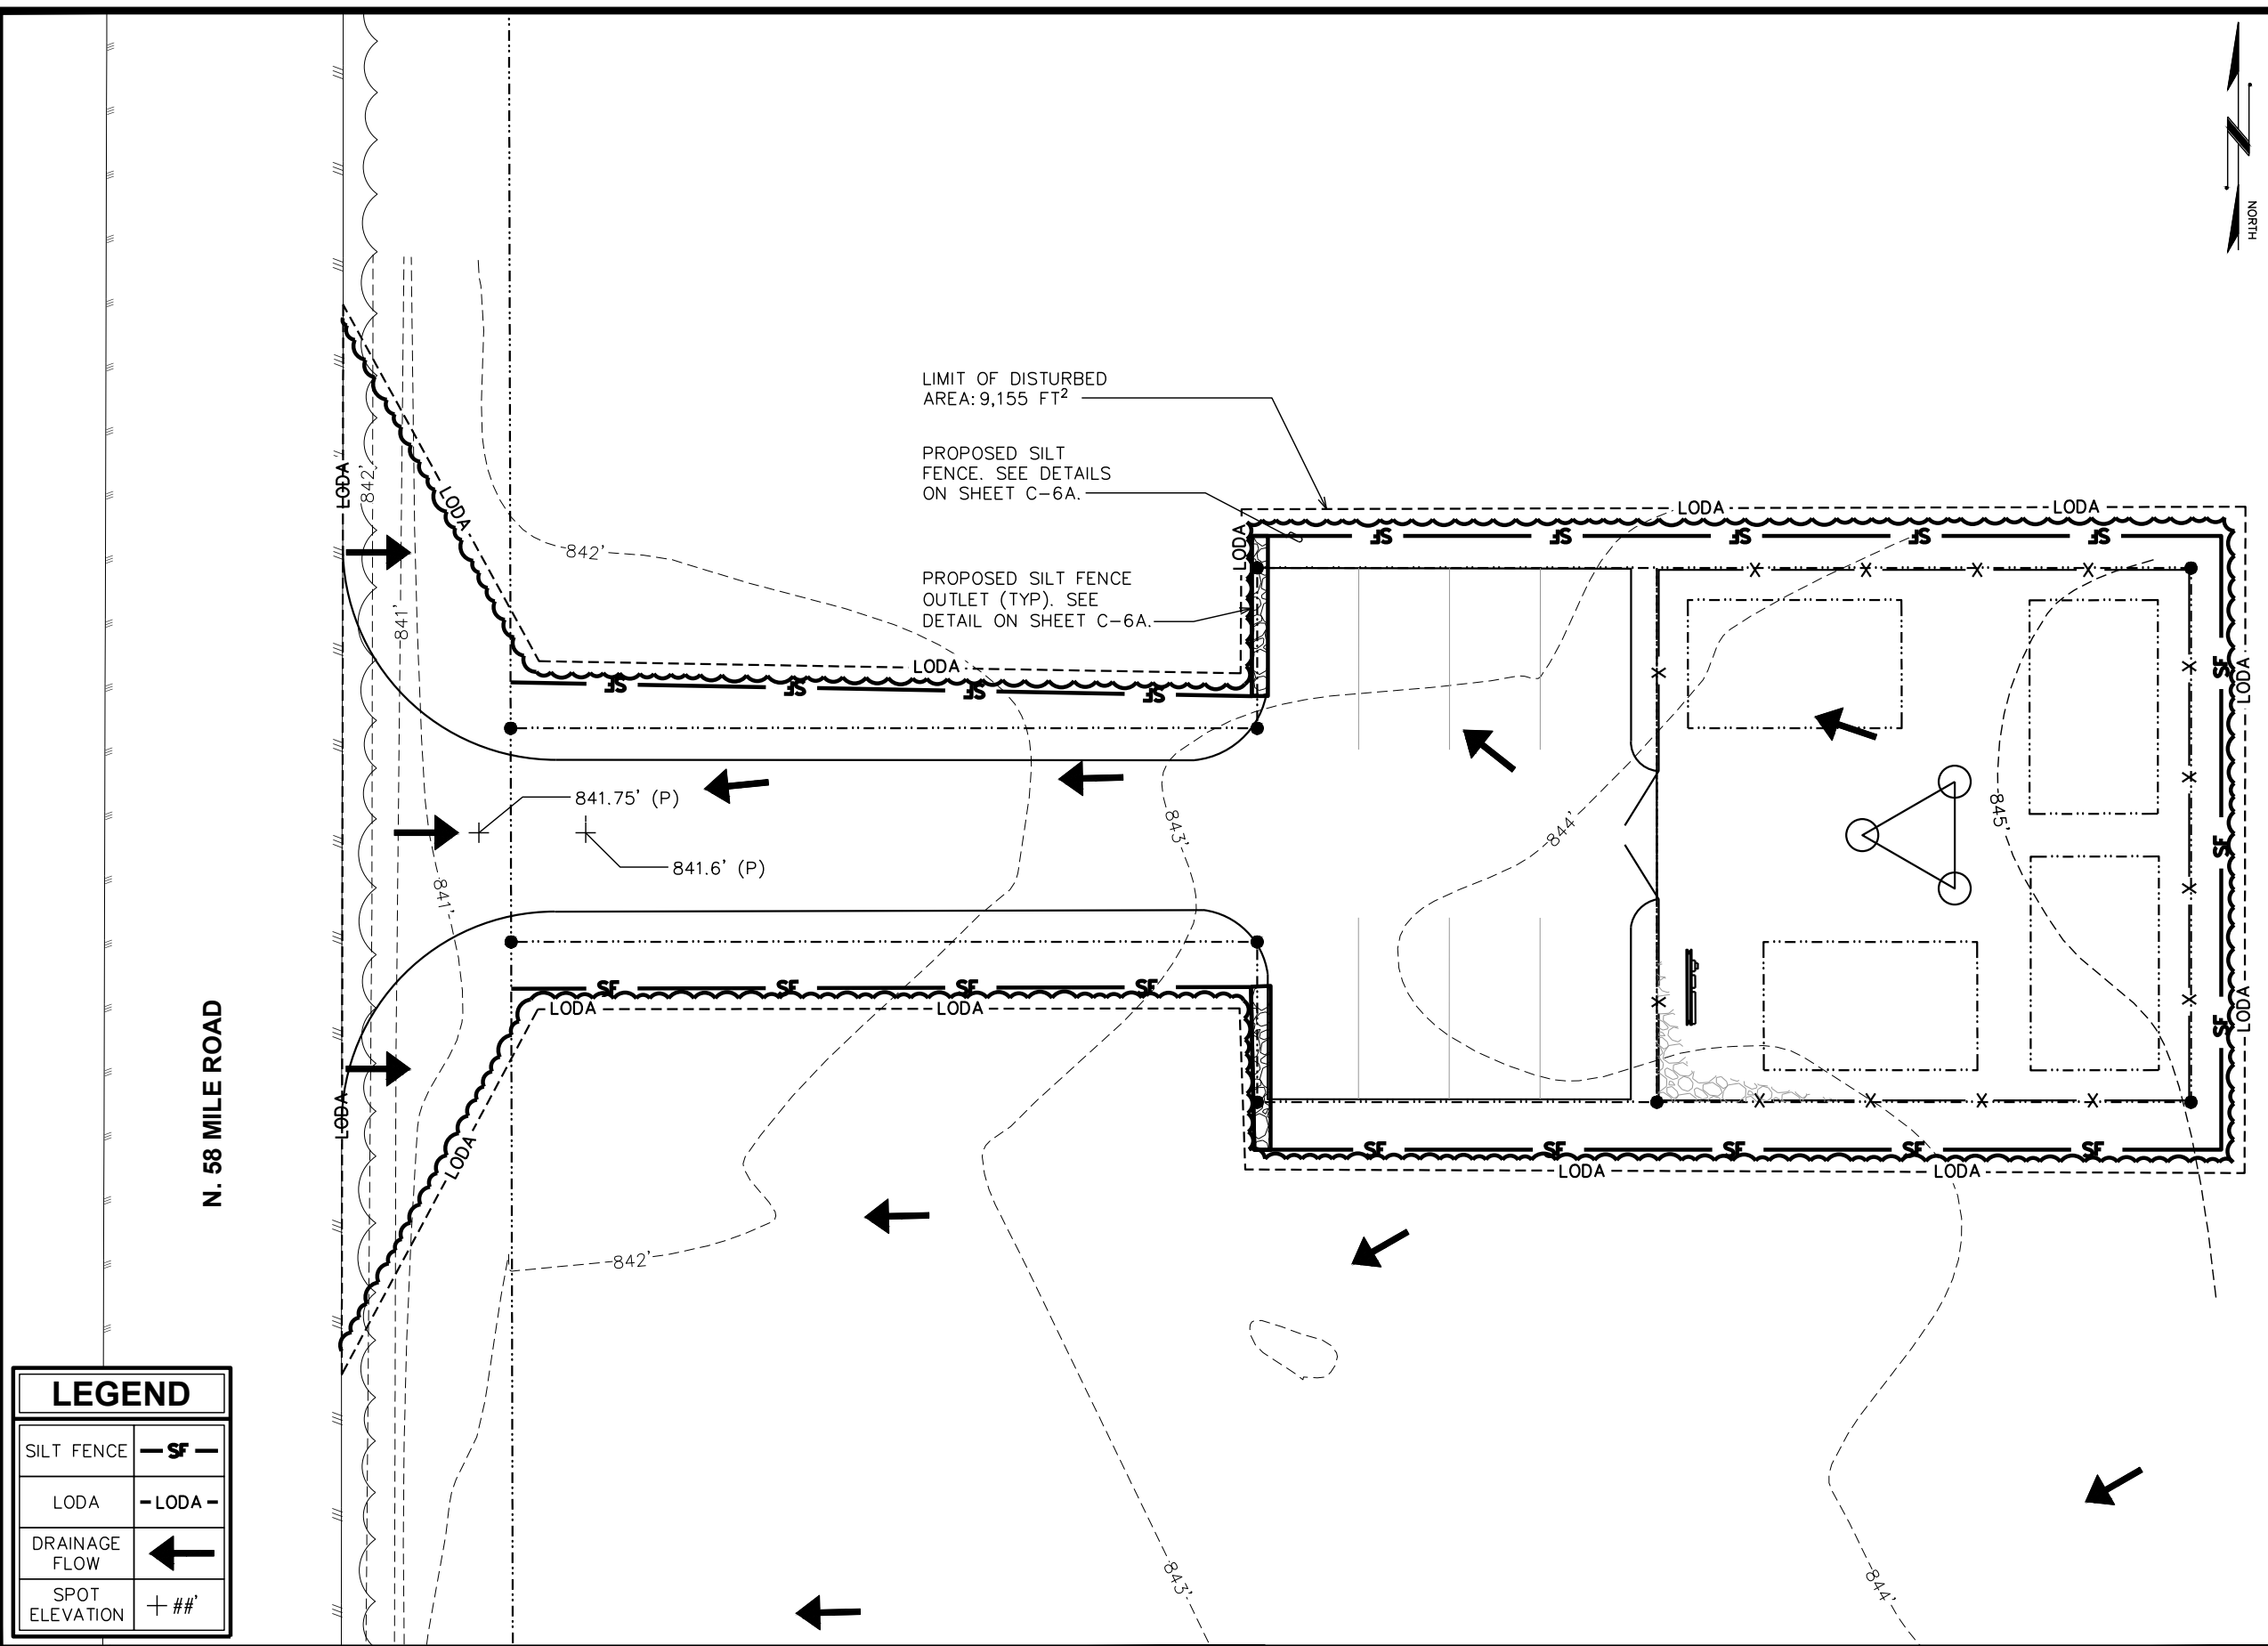 NORTH
LIMIT OF DISTURBED
AREA: 9,155 FT²
PROPOSED SILT
FENCE. SEE DETAILS
ON SHEET C-6A.
PROPOSED SILT FENCE
OUTLET (TYP). SEE
DETAIL ON SHEET C-6A.
LODA
LODA
LODA
LODA
LODA
LODA
842'
842'
841'
SF
SF
SF
SF
SF
SF
SF
SF
SF
SF
LODA
841.75' (P)
841.6' (P)
843'
844'
845'
SF
841'
SF
SF
SF
SF
SF
LODA
LODA
LODA
LODA
LODA
SF
SF
SF
SF
SF
LODA
LODA
N. 58 MILE ROAD
842'
843'
844'
LEGEND
SILT FENCE SF
LODA LODA
DRAINAGE
FLOW
SPOT
ELEVATION ##'